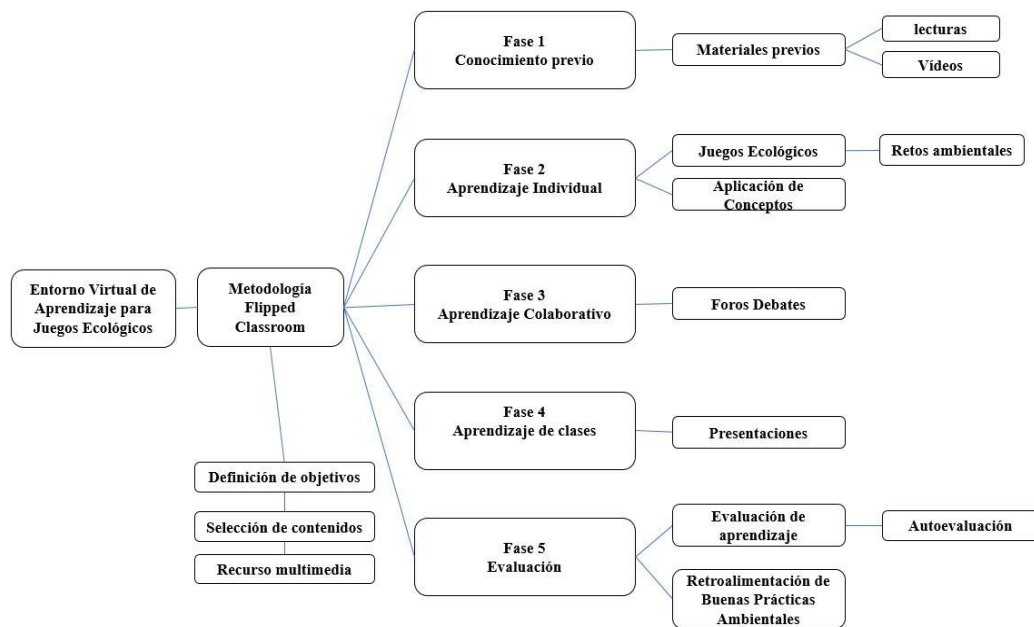 Entorno Virtual de
Aprendizaje para
Juegos Ecológicos
Metodología
Flipped
Classroom
Definición de objetivos
Selección de contenidos
Recurso multimedia
Fase 1
Conocimiento previo
Materiales previos
lecturas
Vídeos
Fase 2
Aprendizaje Individual
Juegos Ecológicos
Retos ambientales
Aplicación de
Conceptos
Fase 3
Aprendizaje Colaborativo
Foros Debates
Fase 4
Aprendizaje de clases
Presentaciones
Fase 5
Evaluación
Evaluación de
aprendizaje
Autoevaluación
Retroalimentación de
Buenas Prácticas
Ambientales